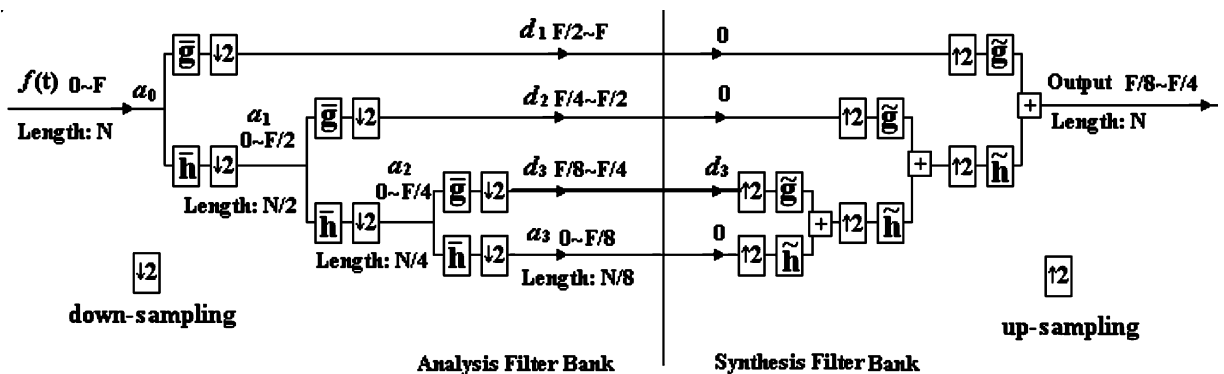 d1 F/2~F
0
ḡ ↓2
↑2 g̃
f(t) 0~F
a0
Length: N
d2 F/4~F/2
0
ḡ ↓2
↑2 g̃
+
Output F/8~F/4
Length: N
a1
0~F/2
h̄ ↓2
Length: N/2
a2
0~F/4
d3 F/8~F/4
d3
ḡ ↓2
↑2 g̃
+
↑2 h̃
h̄ ↓2
Length: N/4
+
↑2 h̃
a3 0~F/8
0
h̄ ↓2
Length: N/8
↑2 h̃
↓2
down-sampling
↑2
up-sampling
Analysis Filter Bank
Synthesis Filter Bank